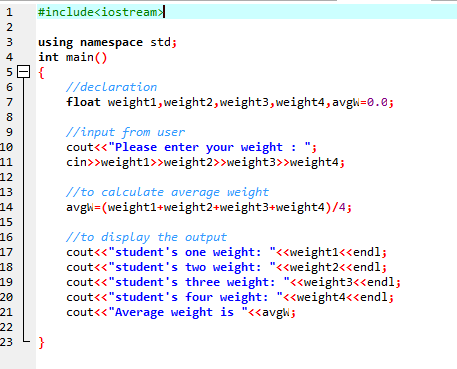 1 #include<iostream>
2
3 using namespace std;
4 int main()
5 {
6 //declaration
7 float weight1,weight2,weight3,weight4,avgW=0.0;
8
9 //input from user
10 cout<<"Please enter your weight : ";
11 cin>>weight1>>weight2>>weight3>>weight4;
12
13 //to calculate average weight
14 avgW=(weight1+weight2+weight3+weight4)/4;
15
16 //to display the output
17 cout<<"student's one weight: "<<weight1<<endl;
18 cout<<"student's two weight: "<<weight2<<endl;
19 cout<<"student's three weight: "<<weight3<<endl;
20 cout<<"student's four weight: "<<weight4<<endl;
21 cout<<"Average weight is "<<avgW;
22
23 }